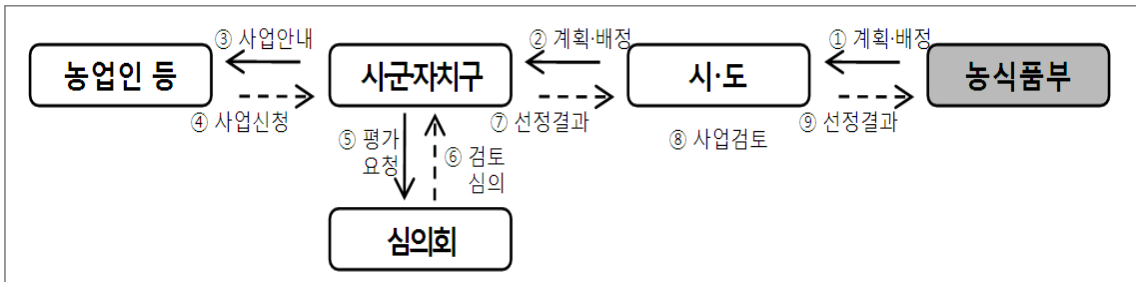 ③ 사업안내
② 계획·배정
① 계획·배정
농업인 등
시·군·자치구
시·도
농식품부
④ 사업신청
⑦ 선정결과
⑧ 사업검토
⑨ 선정결과
⑤ 평가
요청
⑥ 검토
심의
심의회